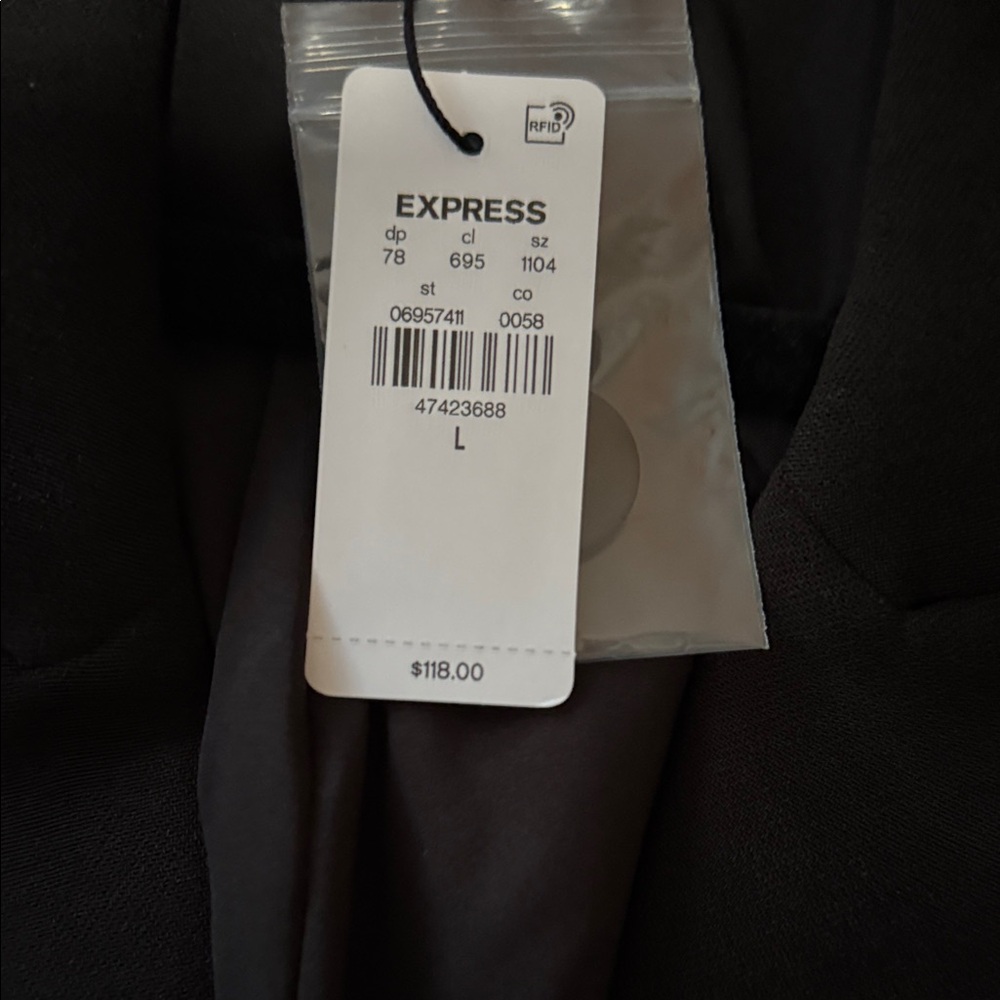 RFID
EXPRESS
dp cl sz
78 695 1104
st co
06957411 0058
47423688
L
$118.00